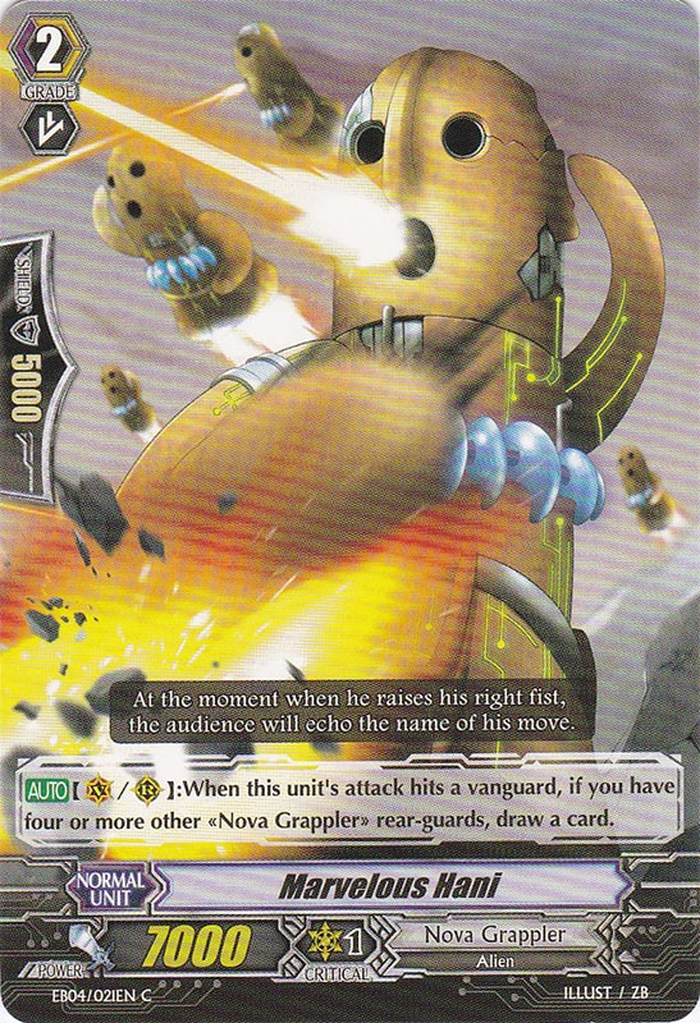 2
GRADE
SHIELD
5000
At the moment when he raises his right fist,
the audience will echo the name of his move.
AUTO【 V / R 】:When this unit's attack hits a vanguard, if you have
four or more other «Nova Grappler» rear-guards, draw a card.
NORMAL
UNIT
Marvelous Hani
POWER
7000
1
CRITICAL
Nova Grappler
Alien
EB04/021EN C
ILLUST / ZB